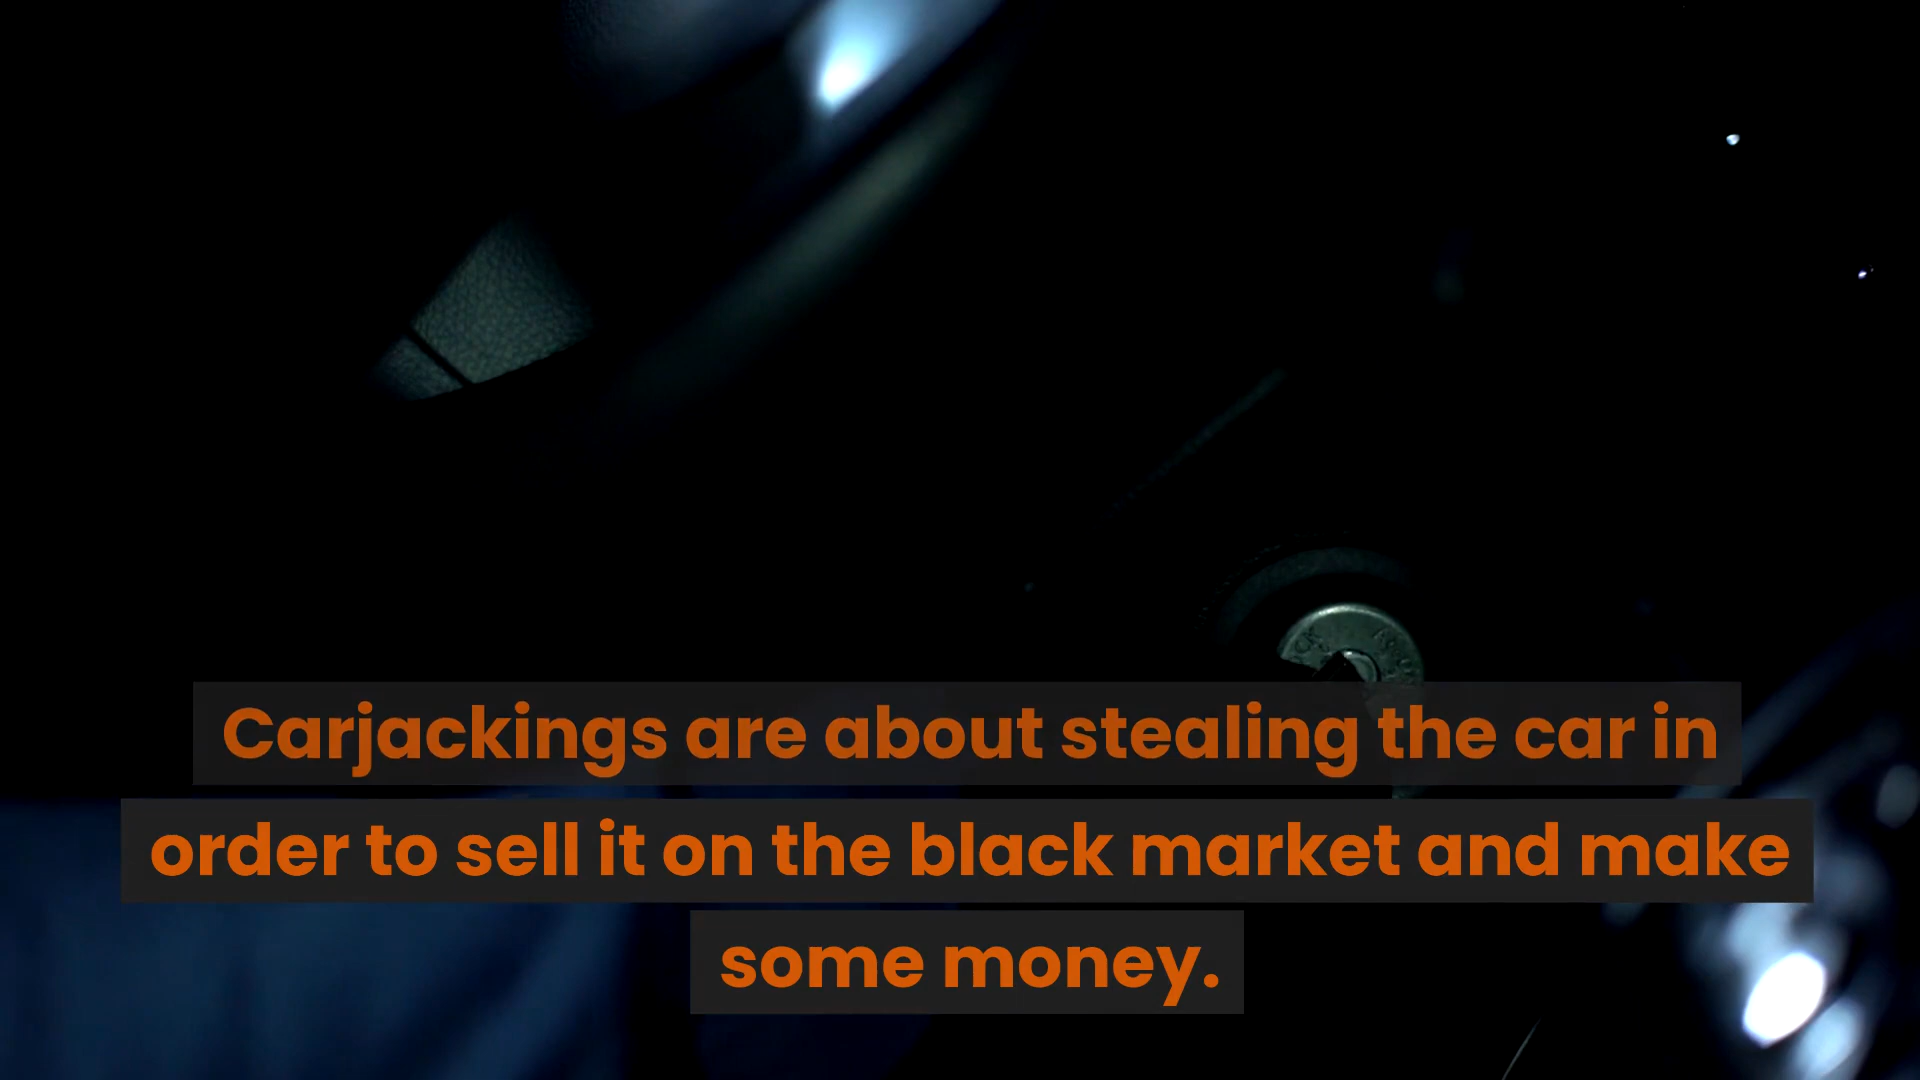 Carjackings are about stealing the car in
order to sell it on the black market and make
some money.